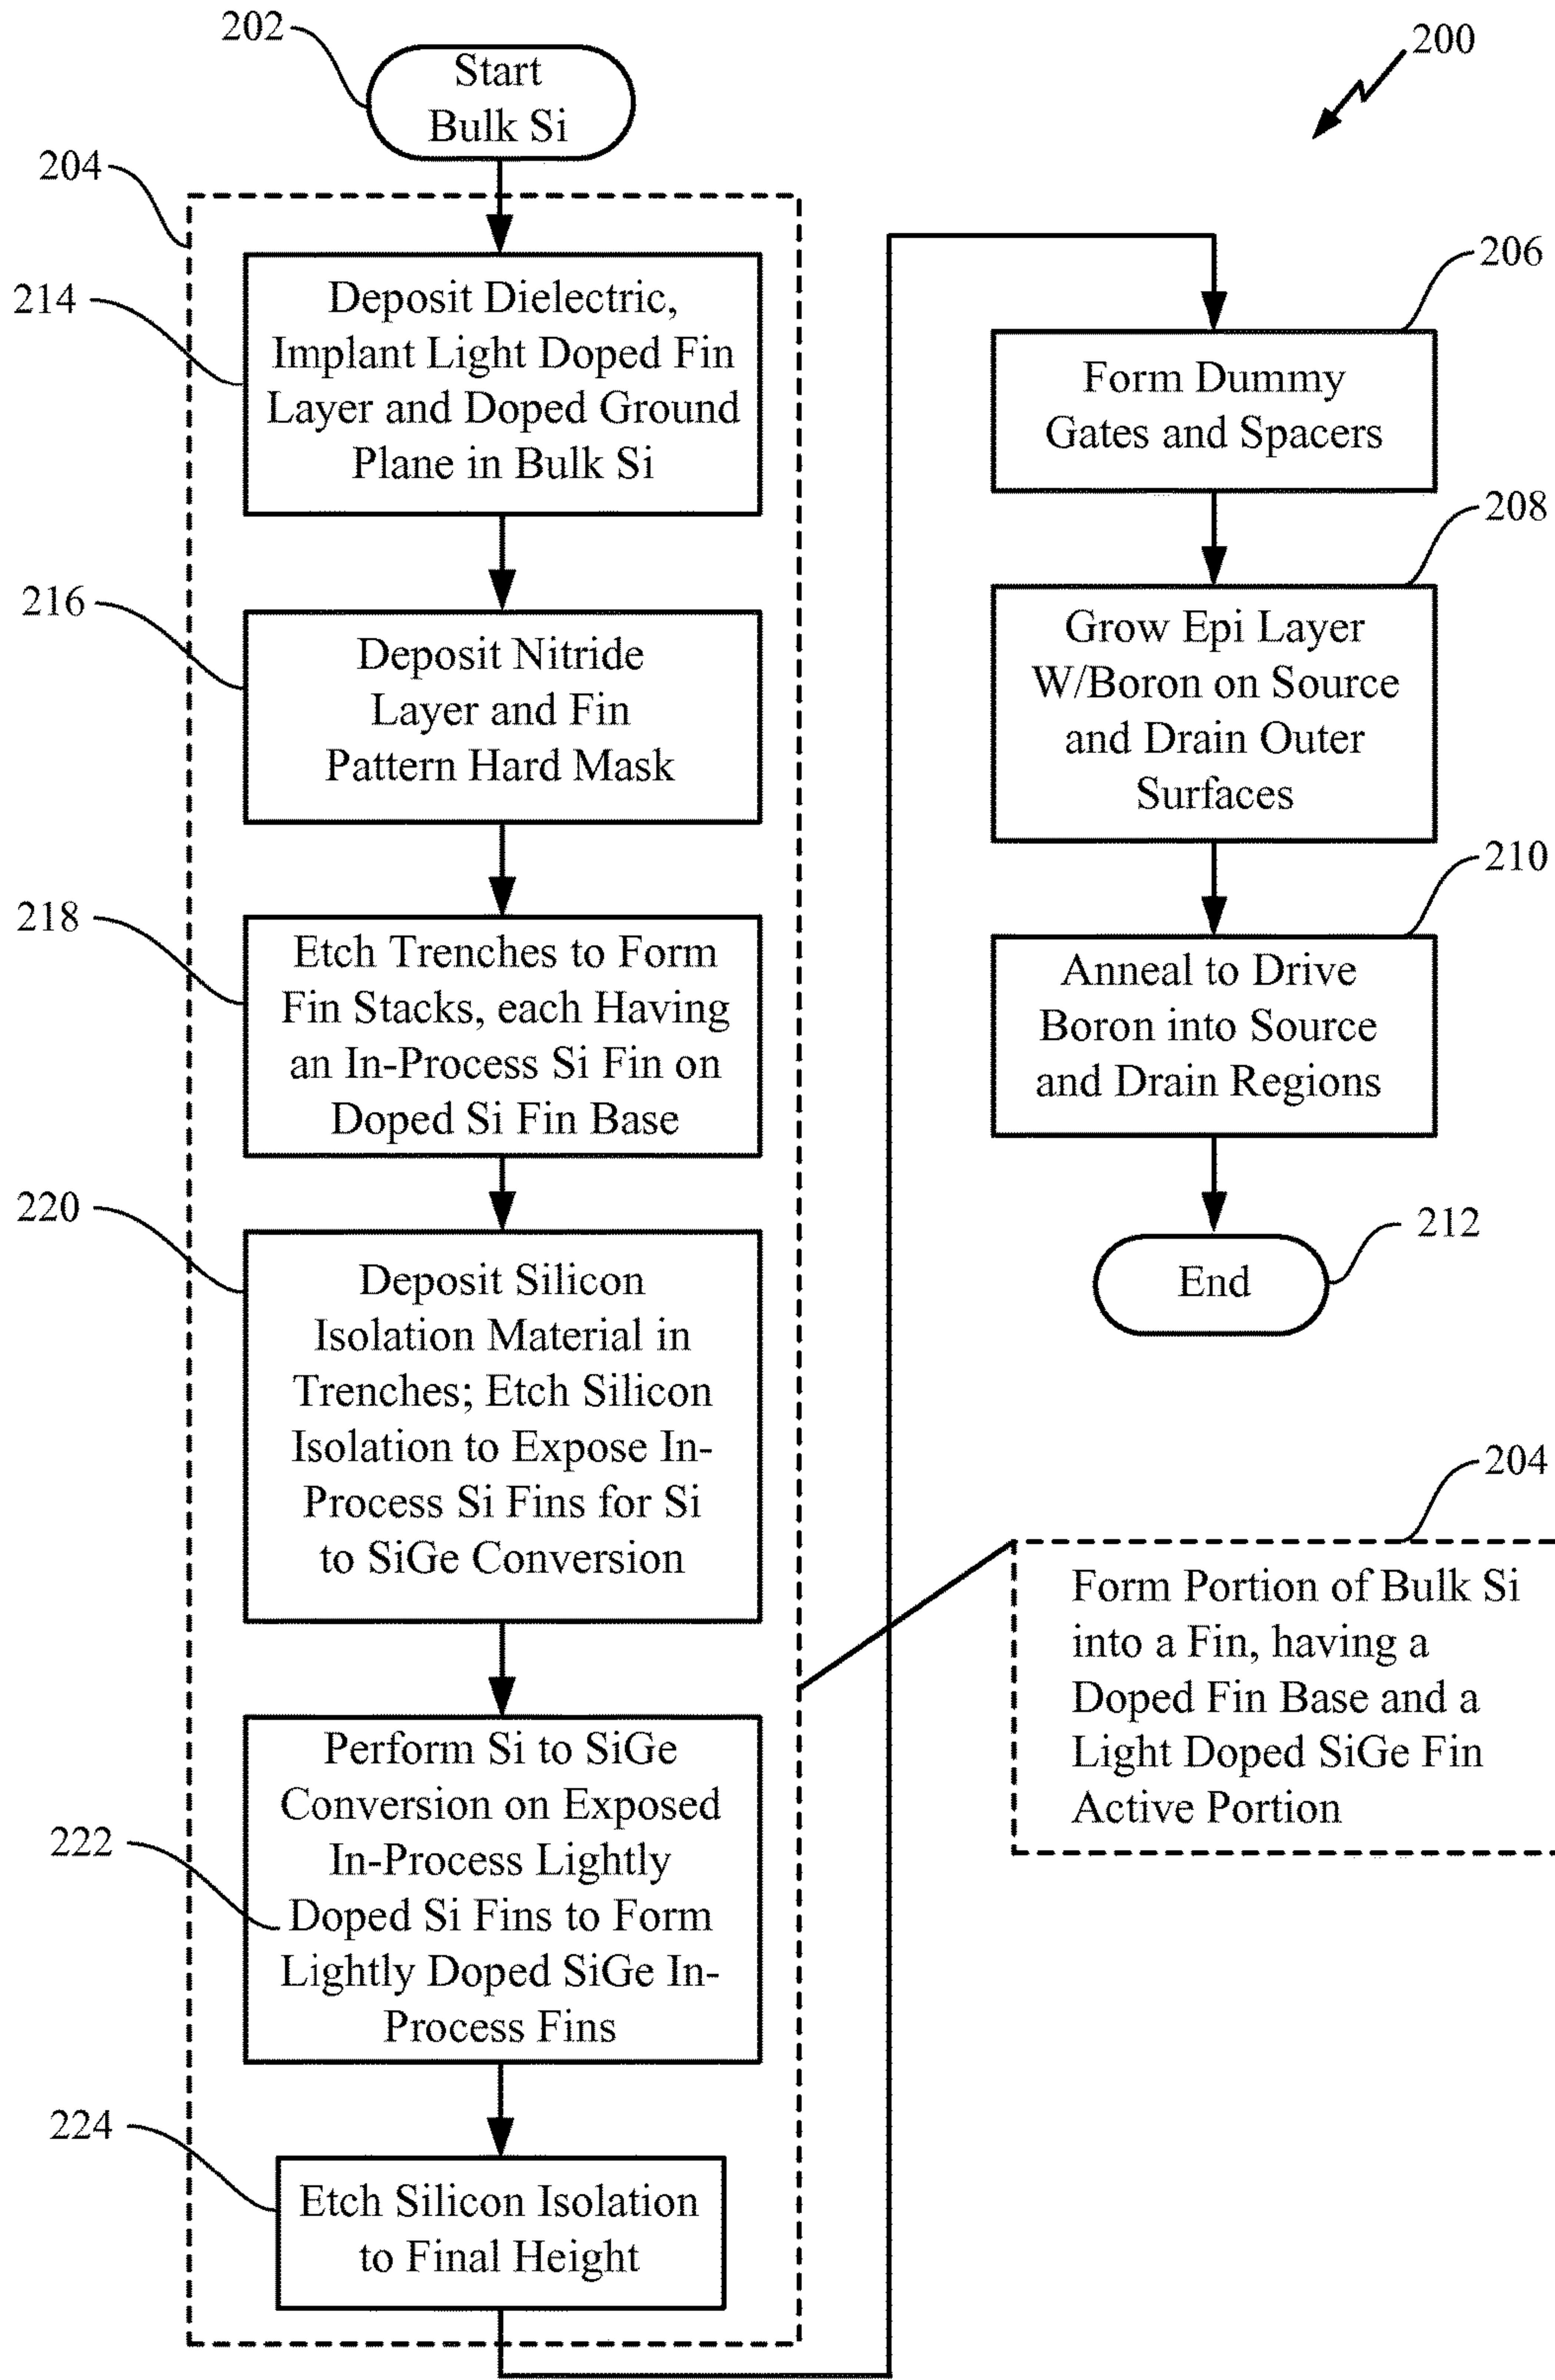 202
Start
Bulk Si
200
204
214
Deposit Dielectric,
Implant Light Doped Fin
Layer and Doped Ground
Plane in Bulk Si
216
Deposit Nitride
Layer and Fin
Pattern Hard Mask
218
Etch Trenches to Form
Fin Stacks, each Having
an In-Process Si Fin on
Doped Si Fin Base
220
Deposit Silicon
Isolation Material in
Trenches; Etch Silicon
Isolation to Expose In-
Process Si Fins for Si
to SiGe Conversion
222
Perform Si to SiGe
Conversion on Exposed
In-Process Lightly
Doped Si Fins to Form
Lightly Doped SiGe In-
Process Fins
224
Etch Silicon Isolation
to Final Height
206
Form Dummy
Gates and Spacers
208
Grow Epi Layer
W/Boron on Source
and Drain Outer
Surfaces
210
Anneal to Drive
Boron into Source
and Drain Regions
212
End
204
Form Portion of Bulk Si
into a Fin, having a
Doped Fin Base and a
Light Doped SiGe Fin
Active Portion